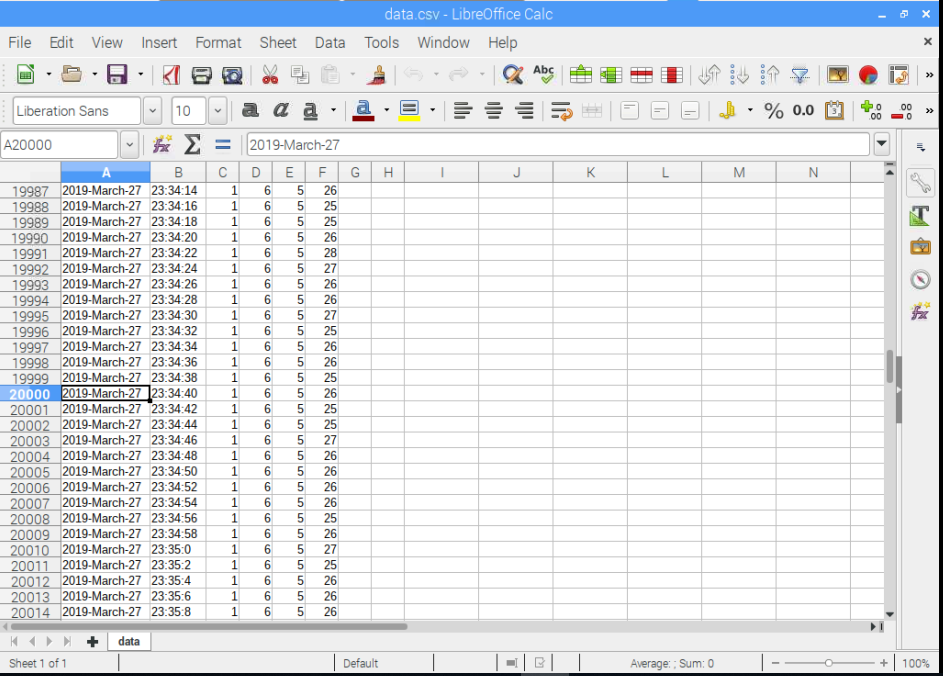 data.csv - LibreOffice Calc
File Edit View Insert Format Sheet Data Tools Window Help
Abc
Liberation Sans 10 a a a a % 0.0
A20000 fx Σ = 2019-March-27
A B C D E F G H I J K L M N
19987 2019-March-27 23:34:14 1 6 5 26
19988 2019-March-27 23:34:16 1 6 5 25
19989 2019-March-27 23:34:18 1 6 5 25
19990 2019-March-27 23:34:20 1 6 5 26
19991 2019-March-27 23:34:22 1 6 5 28
19992 2019-March-27 23:34:24 1 6 5 27
19993 2019-March-27 23:34:26 1 6 5 26
19994 2019-March-27 23:34:28 1 6 5 26
19995 2019-March-27 23:34:30 1 6 5 27
19996 2019-March-27 23:34:32 1 6 5 25
19997 2019-March-27 23:34:34 1 6 5 26
19998 2019-March-27 23:34:36 1 6 5 26
19999 2019-March-27 23:34:38 1 6 5 25
20000 2019-March-27 23:34:40 1 6 5 26
20001 2019-March-27 23:34:42 1 6 5 25
20002 2019-March-27 23:34:44 1 6 5 25
20003 2019-March-27 23:34:46 1 6 5 27
20004 2019-March-27 23:34:48 1 6 5 26
20005 2019-March-27 23:34:50 1 6 5 26
20006 2019-March-27 23:34:52 1 6 5 26
20007 2019-March-27 23:34:54 1 6 5 26
20008 2019-March-27 23:34:56 1 6 5 25
20009 2019-March-27 23:34:58 1 6 5 26
20010 2019-March-27 23:35:0 1 6 5 27
20011 2019-March-27 23:35:2 1 6 5 25
20012 2019-March-27 23:35:4 1 6 5 26
20013 2019-March-27 23:35:6 1 6 5 26
20014 2019-March-27 23:35:8 1 6 5 26
data
Sheet 1 of 1 Default Average: ; Sum: 0 100%